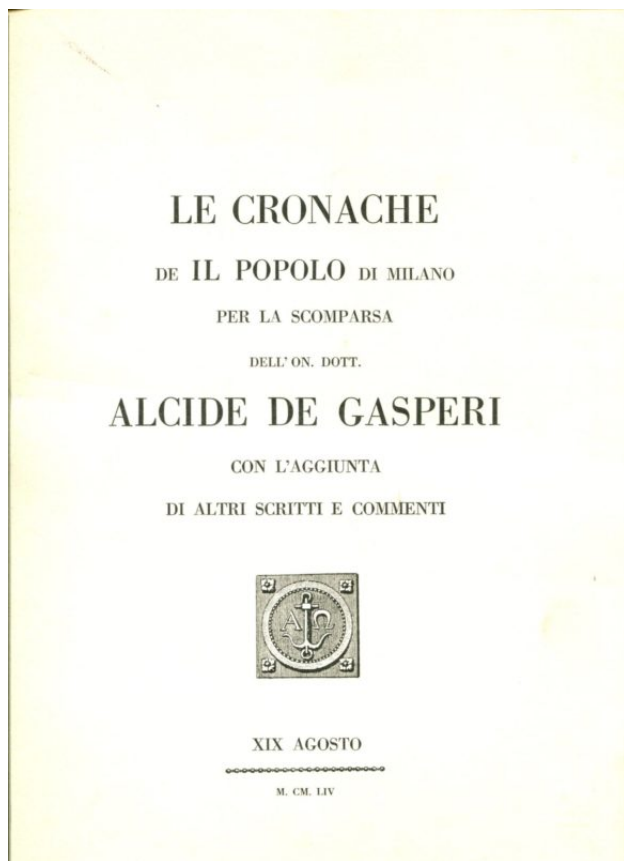 LE CRONACHE
DE IL POPOLO DI MILANO
PER LA SCOMPARSA
DELL' ON. DOTT.
ALCIDE DE GASPERI
CON L'AGGIUNTA
DI ALTRI SCRITTI E COMMENTI
Α Ω
XIX AGOSTO
M. CM. LIV